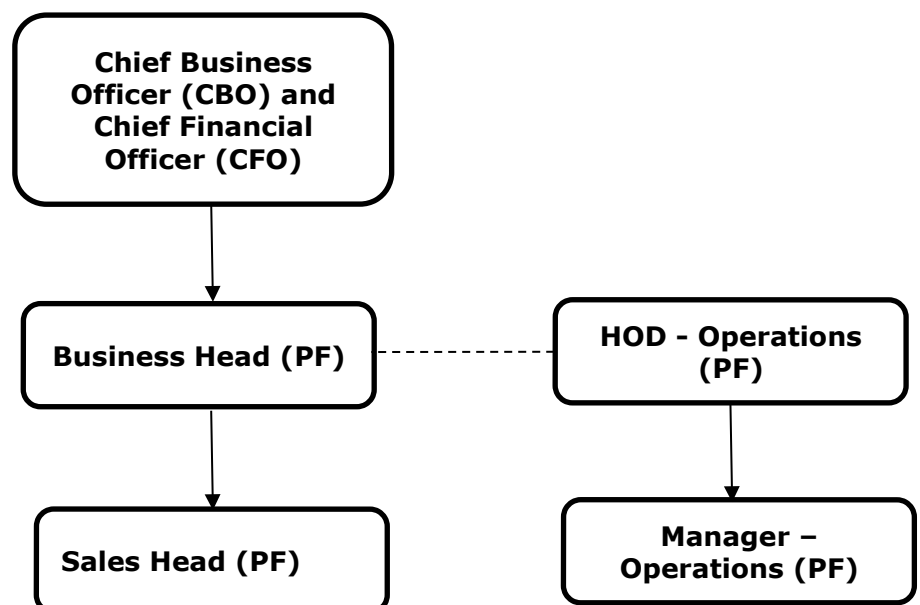 Chief Business
Officer (CBO) and
Chief Financial
Officer (CFO)
Business Head (PF)
HOD - Operations
(PF)
Sales Head (PF)
Manager –
Operations (PF)